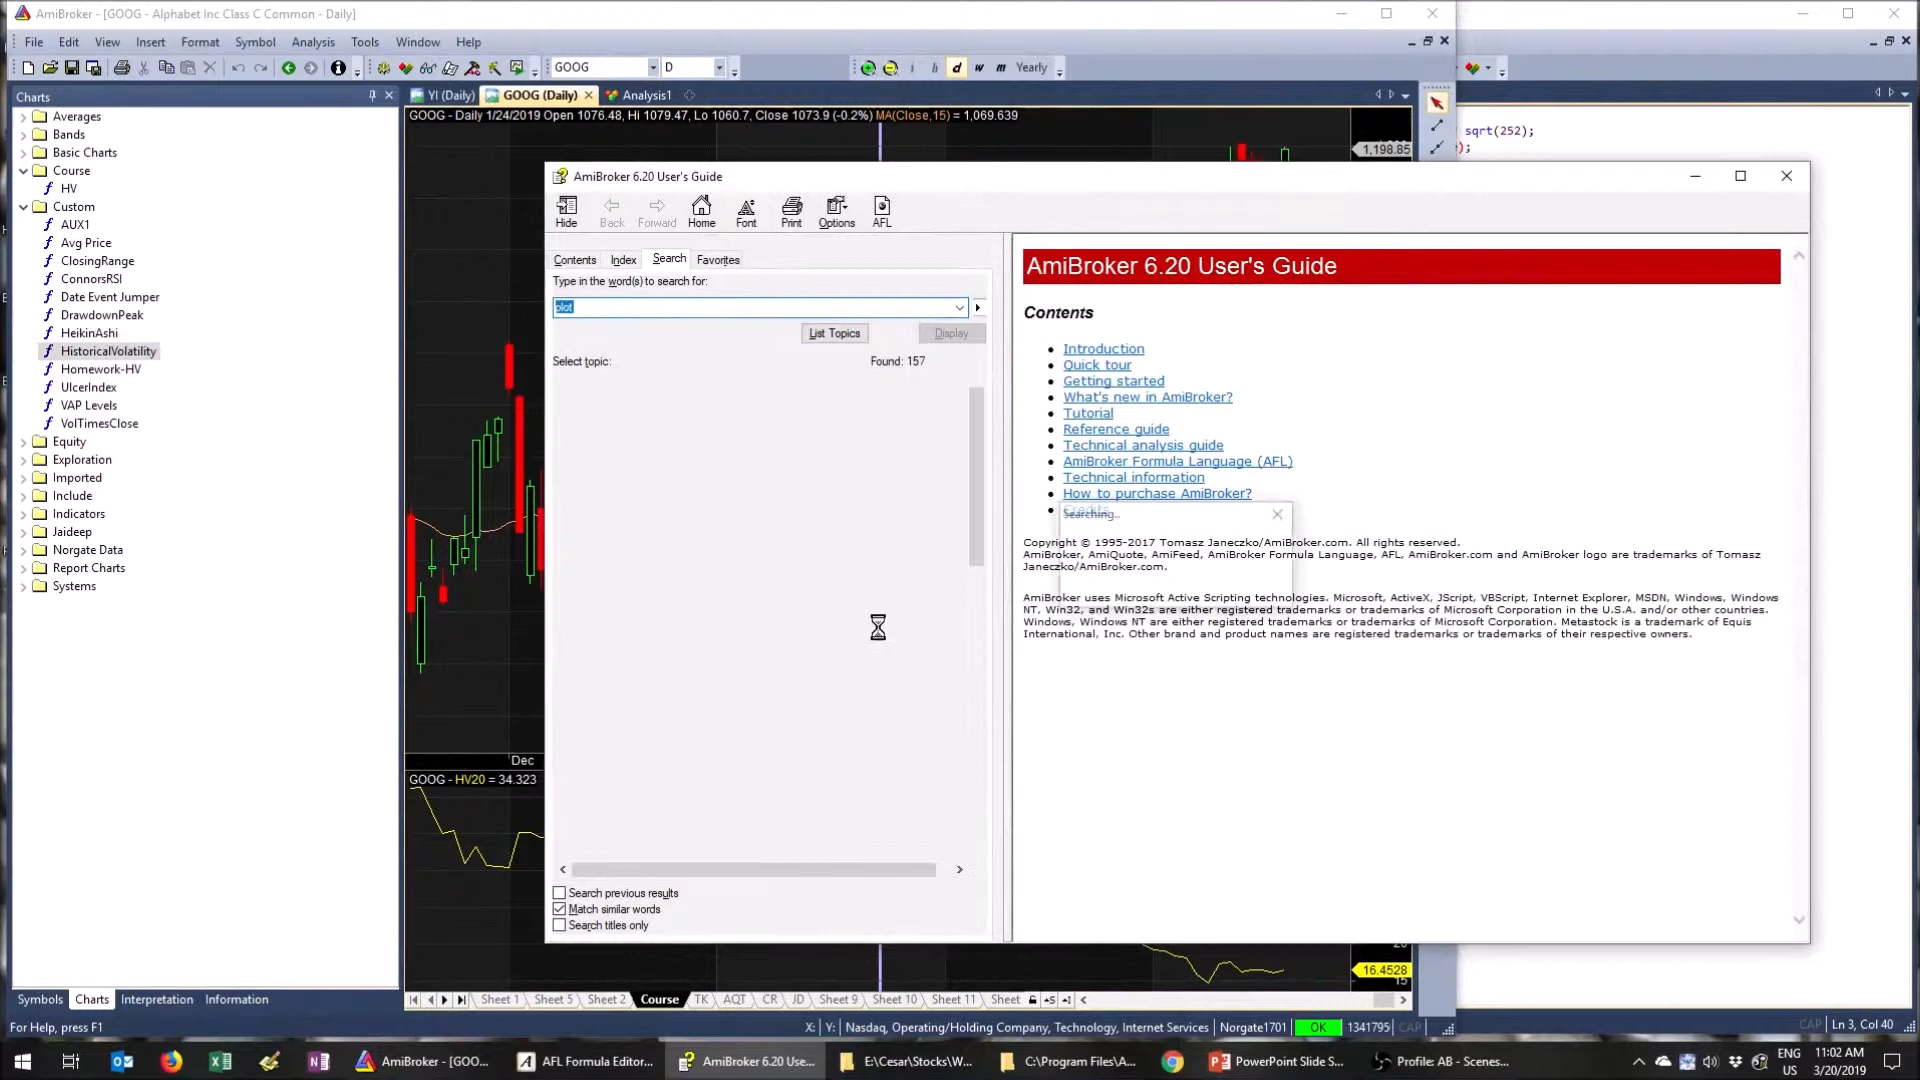 AmiBroker - [GOOG - Alphabet Inc Class C Common - Daily]
File Edit View Insert Format Symbol Analysis Tools Window Help
GOOG D d w m Yearly
Charts
YI (Daily) GOOG (Daily) Analysis1
Averages
Bands
Basic Charts
Course
HV
Custom
AUX1
Avg Price
ClosingRange
ConnorsRSI
Date Event Jumper
DrawdownPeak
HeikinAshi
HistoricalVolatility
Homework-HV
UlcerIndex
VAP Levels
VolTimesClose
Equity
Exploration
Imported
Include
Indicators
Jaideep
Norgate Data
Report Charts
Systems
Symbols Charts Interpretation Information
For Help, press F1
GOOG - Daily 1/24/2019 Open 1076.48, Hi 1079.47, Lo 1060.7, Close 1073.9 (-0.2%) MA(Close,15) = 1,069.639
1,198.85
sqrt(252);
);
Dec
GOOG - HV20 = 34.323
16.4528
15
AmiBroker 6.20 User's Guide
Hide Back Forward Home Font Print Options AFL
Contents Index Search Favorites
Type in the word(s) to search for:
plot
List Topics Display
Select topic: Found: 157
Search previous results
Match similar words
Search titles only
AmiBroker 6.20 User's Guide
Contents
Introduction
Quick tour
Getting started
What's new in AmiBroker?
Tutorial
Reference guide
Technical analysis guide
AmiBroker Formula Language (AFL)
Technical information
How to purchase AmiBroker?
Credits
Searching..
Copyright © 1995-2017 Tomasz Janeczko/AmiBroker.com. All rights reserved.
AmiBroker, AmiQuote, AmiFeed, AmiBroker Formula Language, AFL, AmiBroker.com and AmiBroker logo are trademarks of Tomasz
Janeczko/AmiBroker.com.
AmiBroker uses Microsoft Active Scripting technologies. Microsoft, ActiveX, JScript, VBScript, Internet Explorer, MSDN, Windows, Windows
NT, Win32, and Win32s are either registered trademarks or trademarks of Microsoft Corporation in the U.S.A. and/or other countries.
Windows, Windows NT are either registered trademarks or trademarks of Microsoft Corporation. Metastock is a trademark of Equis
International, Inc. Other brand and product names are registered trademarks or trademarks of their respective owners.
Sheet 1 Sheet 5 Sheet 2 Course TK AQT CR JD Sheet 9 Sheet 10 Sheet 11 Sheet
X: Y: Nasdaq, Operating/Holding Company, Technology, Internet Services Norgate1701 OK 1341795 CAP
CAP Ln 3, Col 40
AmiBroker - [GOO... AFL Formula Editor... AmiBroker 6.20 Use... E:\Cesar\Stocks\W... C:\Program Files\A... PowerPoint Slide S... Profile: AB - Scenes...
ENG US
11:02 AM
3/20/2019